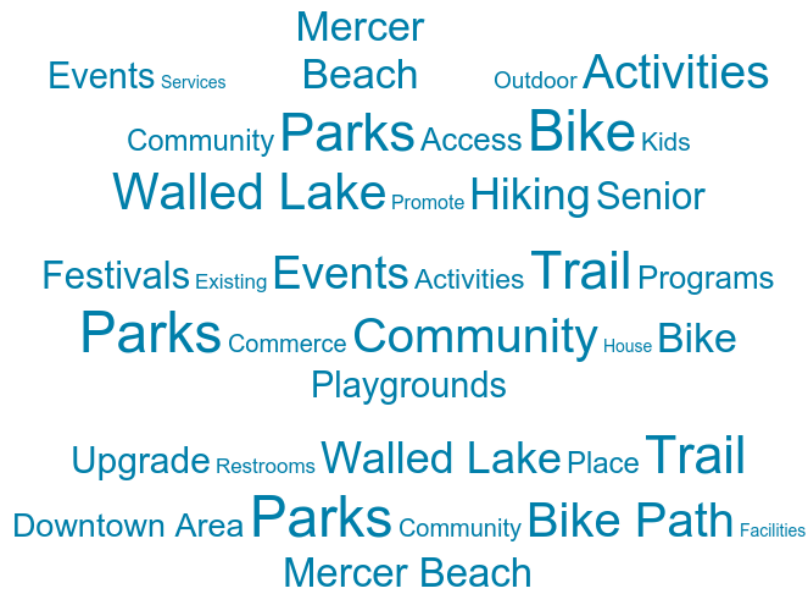 Mercer
Events Services Beach Outdoor Activities
Community Parks Access Bike Kids
Walled Lake Promote Hiking Senior
Festivals Existing Events Activities Trail Programs
Parks Commerce Community House Bike
Playgrounds
Upgrade Restrooms Walled Lake Place Trail
Downtown Area Parks Community Bike Path Facilities
Mercer Beach